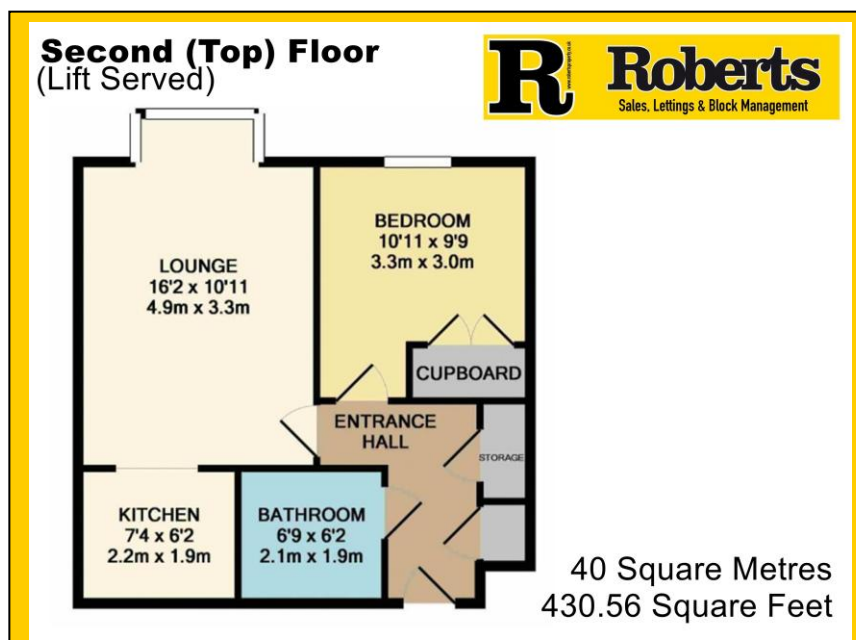 Second (Top) Floor
(Lift Served)
R Roberts
Sales, Lettings & Block Management
BEDROOM
10'11 x 9'9
3.3m x 3.0m
LOUNGE
16'2 x 10'11
4.9m x 3.3m
CUPBOARD
ENTRANCE
HALL
STORAGE
KITCHEN
7'4 x 6'2
2.2m x 1.9m
BATHROOM
6'9 x 6'2
2.1m x 1.9m
40 Square Metres
430.56 Square Feet